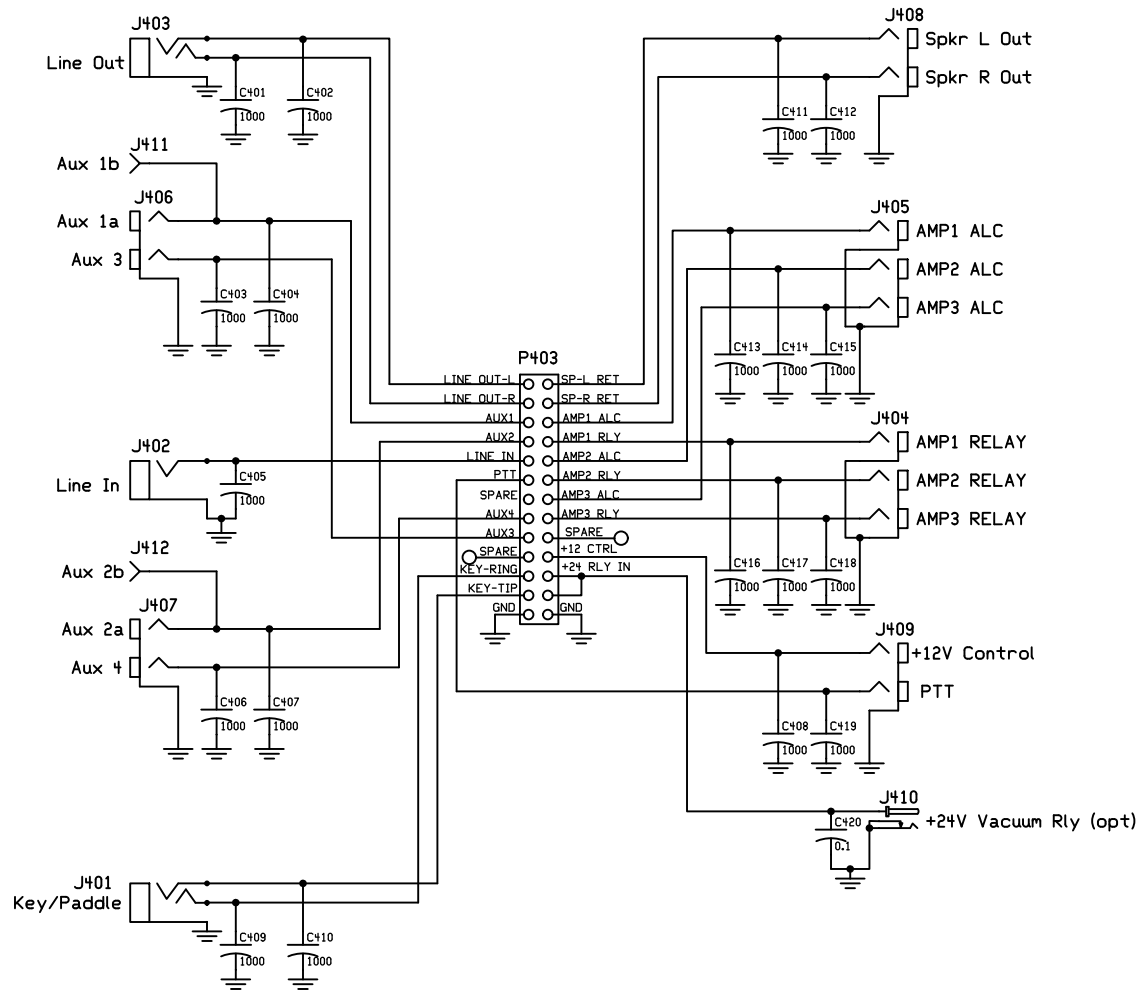 J403
Line Out
C401
1000
C402
1000
J411
Aux 1b
J406
Aux 1a
Aux 3
C403
1000
C404
1000
J402
Line In
C405
1000
J412
Aux 2b
J407
Aux 2a
Aux 4
C406
1000
C407
1000
J401
Key/Paddle
C409
1000
C410
1000
P403
LINE OUT-L
LINE OUT-R
AUX1
AUX2
LINE IN
PTT
SPARE
AUX4
AUX3
SPARE
KEY-RING
KEY-TIP
GND
SP-L RET
SP-R RET
AMP1 ALC
AMP1 RLY
AMP2 ALC
AMP2 RLY
AMP3 ALC
AMP3 RLY
SPARE
+12 CTRL
+24 RLY IN
GND
J408
Spkr L Out
Spkr R Out
C411
1000
C412
1000
J405
AMP1 ALC
AMP2 ALC
AMP3 ALC
C413
1000
C414
1000
C415
1000
J404
AMP1 RELAY
AMP2 RELAY
AMP3 RELAY
C416
1000
C417
1000
C418
1000
J409
+12V Control
PTT
C408
1000
C419
1000
J410
+24V Vacuum Rly (opt)
C420
0.1